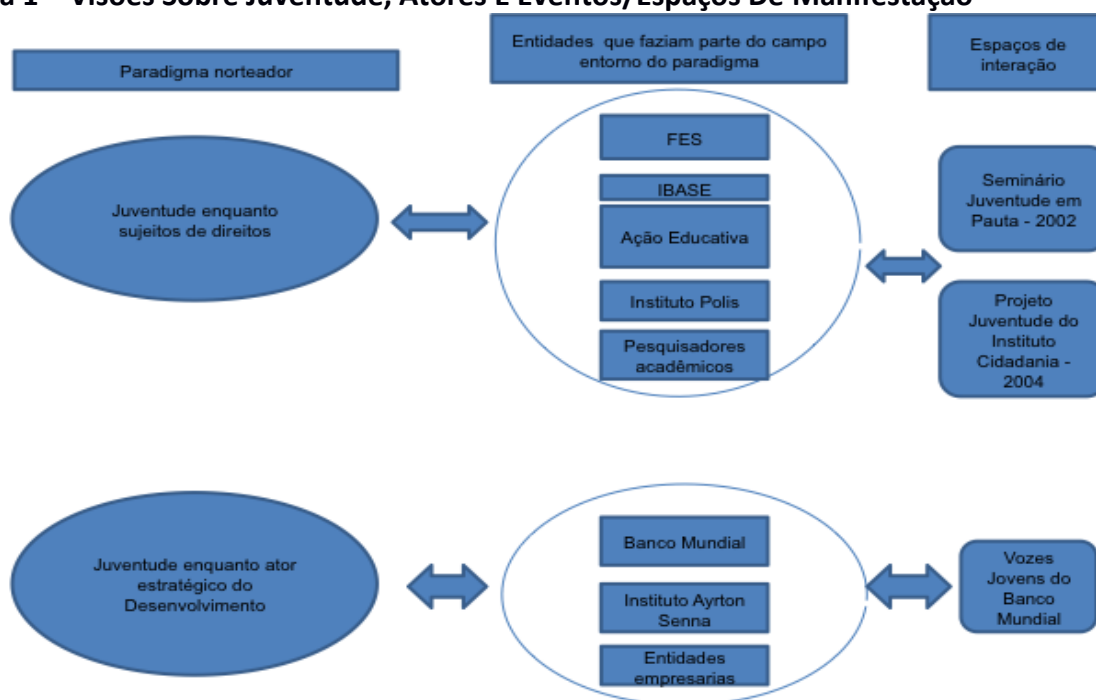 a 1 – Visões Sobre Juventude, Atores E Eventos/Espaços De Manifestação
Paradigma norteador
Entidades que faziam parte do campo
entorno do paradigma
Espaços de
interação
Juventude enquanto
sujeitos de direitos
FES
IBASE
Ação Educativa
Instituto Polis
Pesquisadores
acadêmicos
Seminário
Juventude em
Pauta - 2002
Projeto
Juventude do
Instituto
Cidadania -
2004
Juventude enquanto ator
estratégico do
Desenvolvimento
Banco Mundial
Instituto Ayrton
Senna
Entidades
empresarias
Vozes
Jovens do
Banco
Mundial